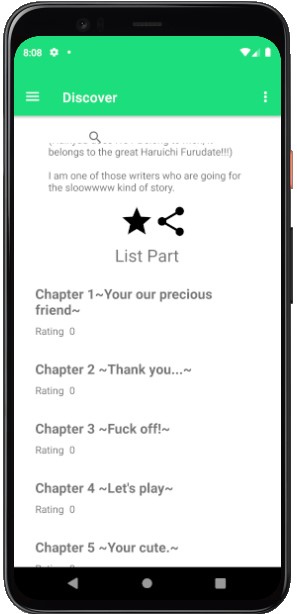 8:08
Discover
belongs to the great Haruichi Furudate!!!)
I am one of those writers who are going for
the sloowwww kind of story.
List Part
Chapter 1~Your our precious
friend~
Rating 0
Chapter 2 ~Thank you...~
Rating 0
Chapter 3 ~Fuck off!~
Rating 0
Chapter 4 ~Let's play~
Rating 0
Chapter 5 ~Your cute.~